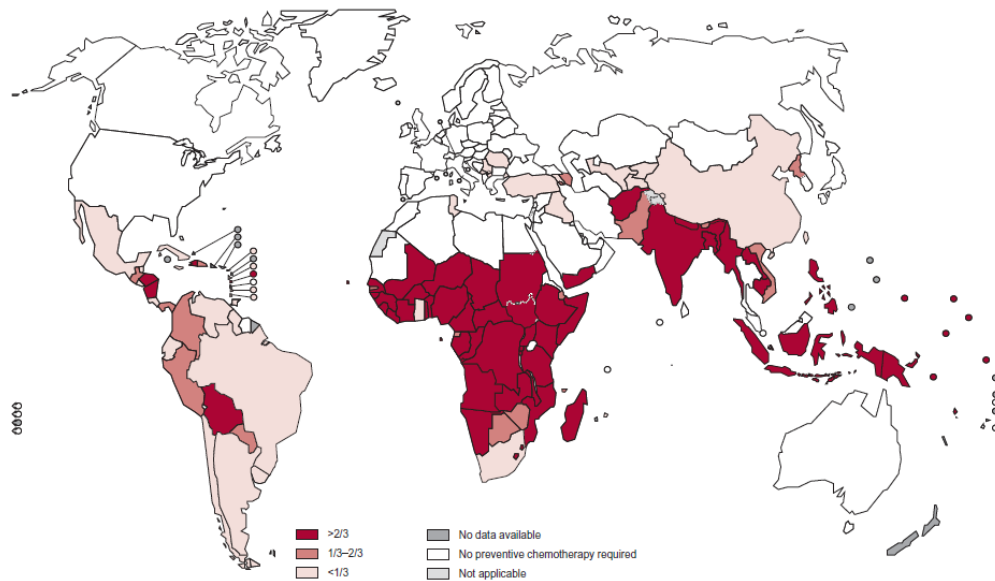 >2/3
1/3–2/3
<1/3
No data available
No preventive chemotherapy required
Not applicable